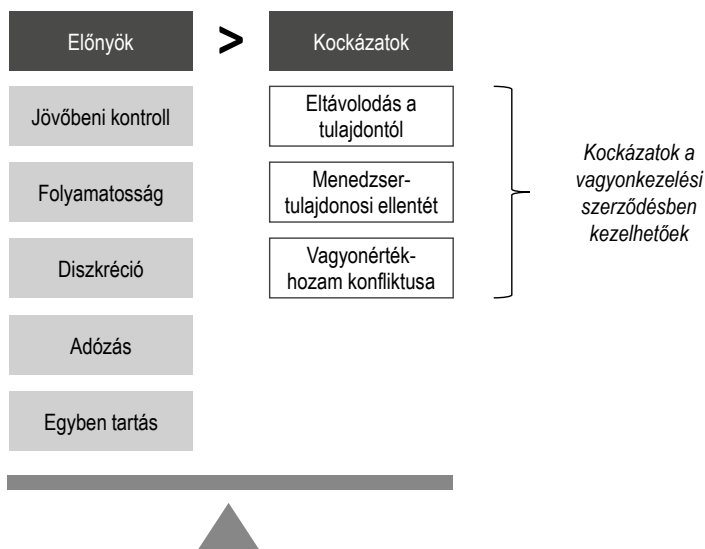 Előnyök
>
Kockázatok
Jövőbeni kontroll
Folyamatosság
Diszkréció
Adózás
Egyben tartás
Eltávolodás a
tulajdontól
Menedzser-
tulajdonosi ellentét
Vagyonérték-
hozam konfliktusa
Kockázatok a
vagyonkezelési
szerződésben
kezelhetőek